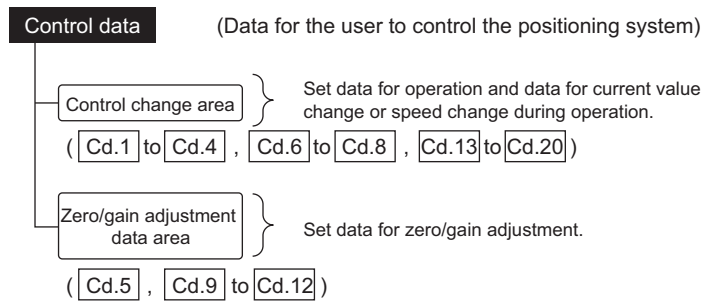 Control data (Data for the user to control the positioning system)
Control change area Set data for operation and data for current value
change or speed change during operation.
( Cd.1 to Cd.4 , Cd.6 to Cd.8 , Cd.13 to Cd.20 )
Zero/gain adjustment
data area
Set data for zero/gain adjustment.
( Cd.5 , Cd.9 to Cd.12 )